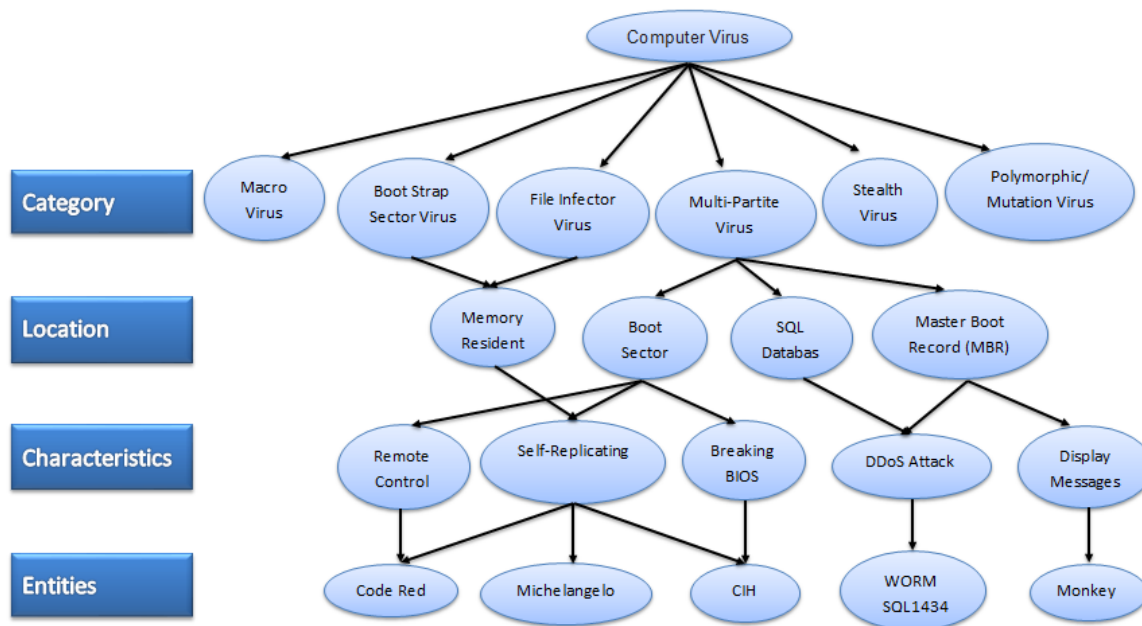 Computer Virus
Category
Macro
Virus
Boot Strap
Sector Virus
File Infector
Virus
Multi-Partite
Virus
Stealth
Virus
Polymorphic/
Mutation Virus
Location
Memory
Resident
Boot
Sector
SQL
Databas
Master Boot
Record (MBR)
Characteristics
Remote
Control
Self-Replicating
Breaking
BIOS
DDoS Attack
Display
Messages
Entities
Code Red
Michelangelo
CIH
WORM
SQL1434
Monkey